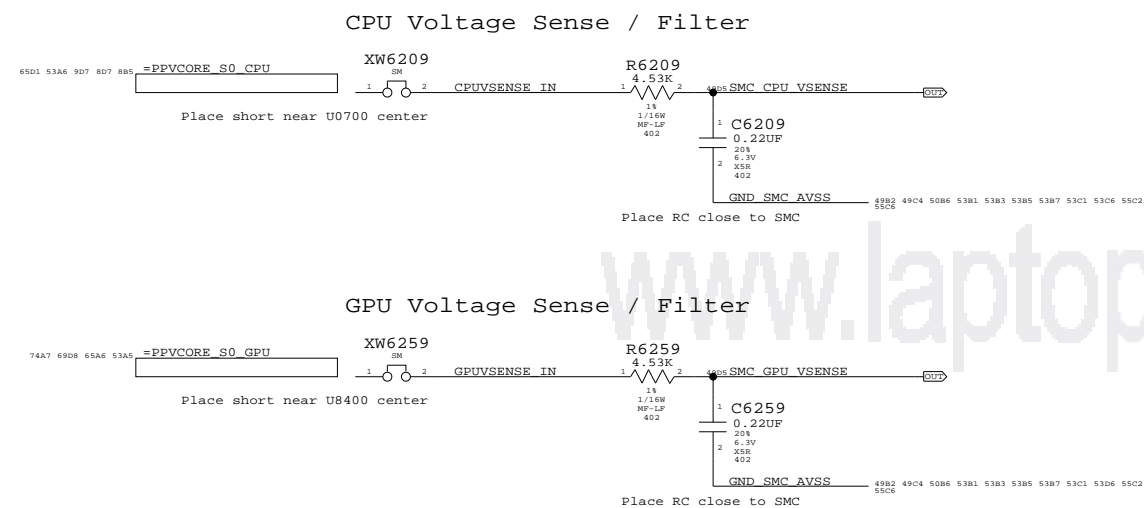 CPU Voltage Sense / Filter
65D1 53A6 9D7 8D7 8B5 =PPVCORE_S0_CPU
XW6209
SM
1 2 CPUVSENSE_IN
R6209
4.53K
1 2
1%
1/16W
MF-LF
402
49D5 SMC_CPU_VSENSE
OUT
Place short near U0700 center
1 C6209
0.22UF
20%
6.3V
2 X5R
402
GND_SMC_AVSS
49B2 49C4 50B6 53B1 53B3 53B5 53B7 53C1 53C6 55C2
55C6
Place RC close to SMC
www.laptop
GPU Voltage Sense / Filter
74A7 69D8 65A6 53A5 =PPVCORE_S0_GPU
XW6259
SM
1 2 GPUVSENSE_IN
R6259
4.53K
1 2
1%
1/16W
MF-LF
402
49D5 SMC_GPU_VSENSE
OUT
Place short near U8400 center
1 C6259
0.22UF
20%
6.3V
2 X5R
402
GND_SMC_AVSS
49B2 49C4 50B6 53B1 53B3 53B5 53B7 53C1 53D6 55C2
55C6
Place RC close to SMC